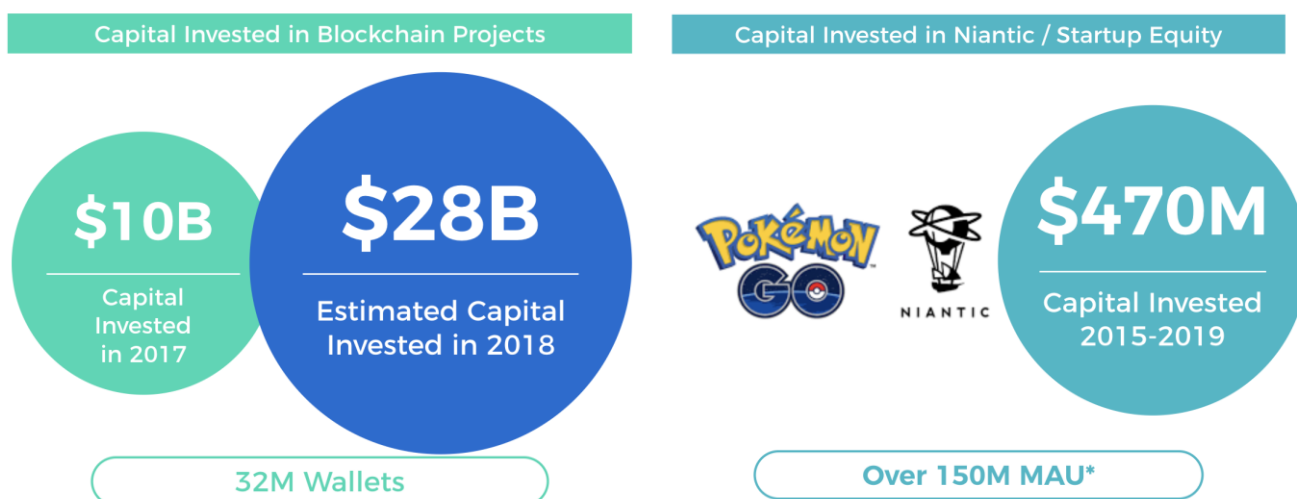 Capital Invested in Blockchain Projects
$10B
Capital
Invested
in 2017
$28B
Estimated Capital
Invested in 2018
32M Wallets
Capital Invested in Niantic / Startup Equity
POKéMON
GO
NIANTIC
$470M
Capital Invested
2015-2019
Over 150M MAU*